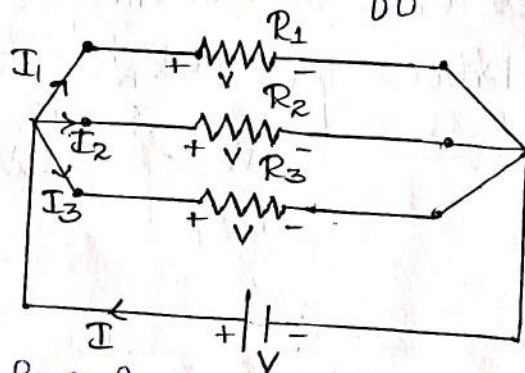 R1
I1 + V -
R2
I2 + V -
R3
I3 + V -
I + V -